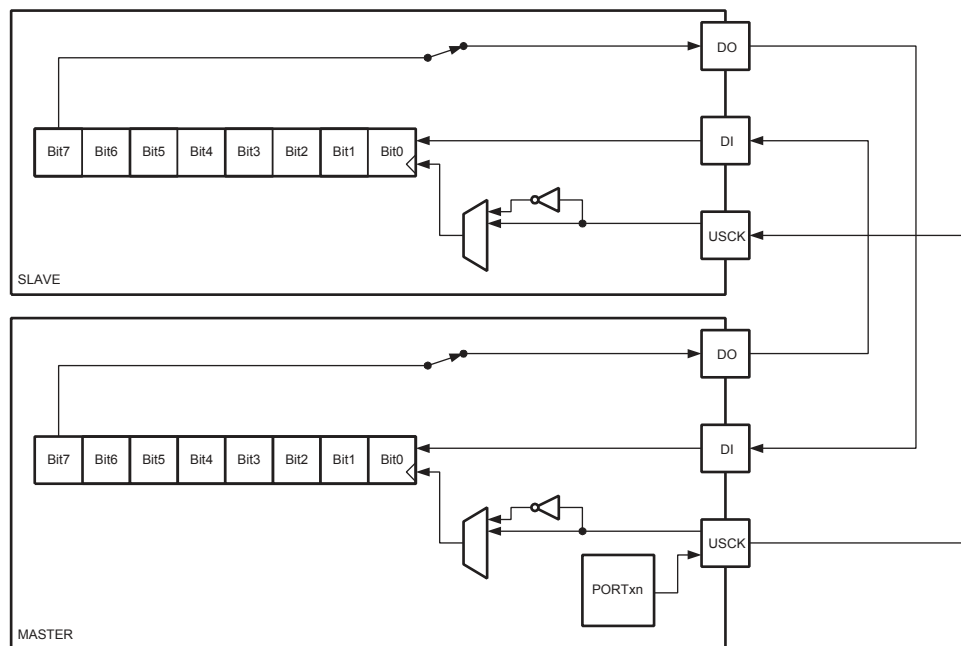 DO
Bit7 Bit6 Bit5 Bit4 Bit3 Bit2 Bit1 Bit0
DI
USCK
SLAVE
DO
Bit7 Bit6 Bit5 Bit4 Bit3 Bit2 Bit1 Bit0
DI
USCK
PORTxn
MASTER